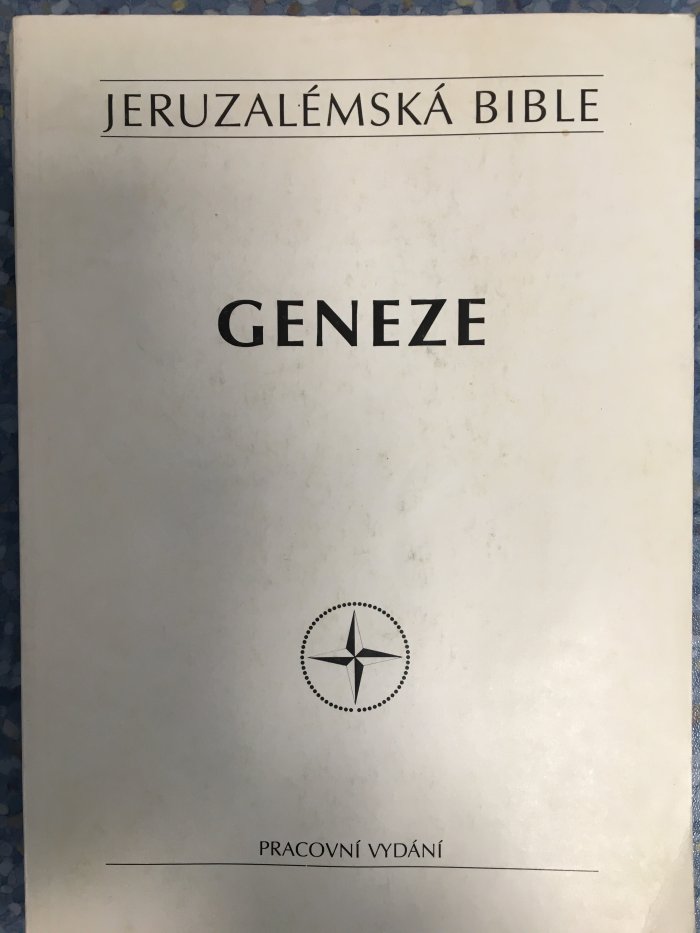 JERUZALÉMSKÁ BIBLE
GENEZE
PRACOVNÍ VYDÁNÍ